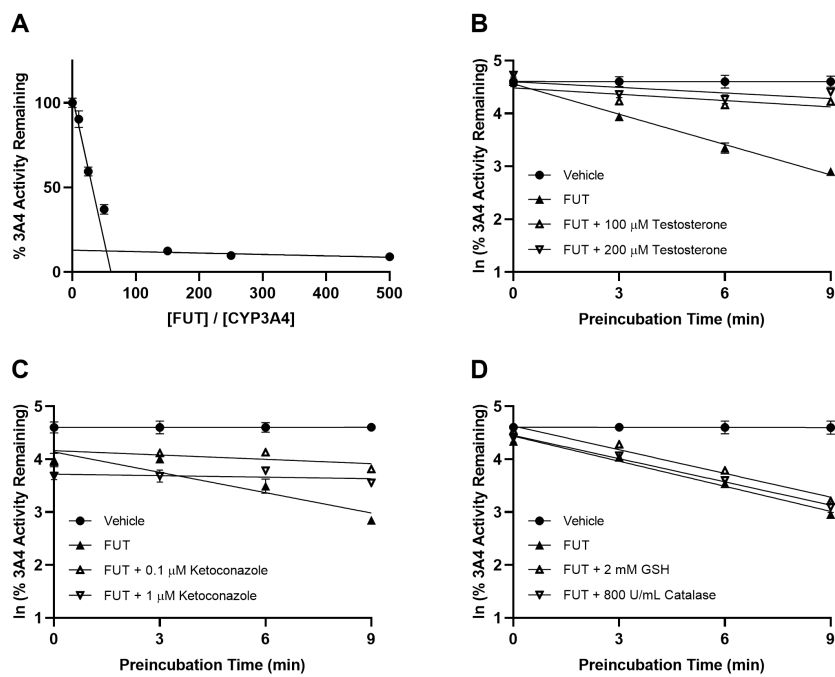 A
% 3A4 Activity Remaining
100
50
0
0 100 200 300 400 500
[FUT] / [CYP3A4]
B
ln (% 3A4 Activity Remaining)
5
4
3
2
1
Vehicle
FUT
FUT + 100 μM Testosterone
FUT + 200 μM Testosterone
0 3 6 9
Preincubation Time (min)
C
ln (% 3A4 Activity Remaining)
5
4
3
2
1
Vehicle
FUT
FUT + 0.1 μM Ketoconazole
FUT + 1 μM Ketoconazole
0 3 6 9
Preincubation Time (min)
D
ln (% 3A4 Activity Remaining)
5
4
3
2
1
Vehicle
FUT
FUT + 2 mM GSH
FUT + 800 U/mL Catalase
0 3 6 9
Preincubation Time (min)